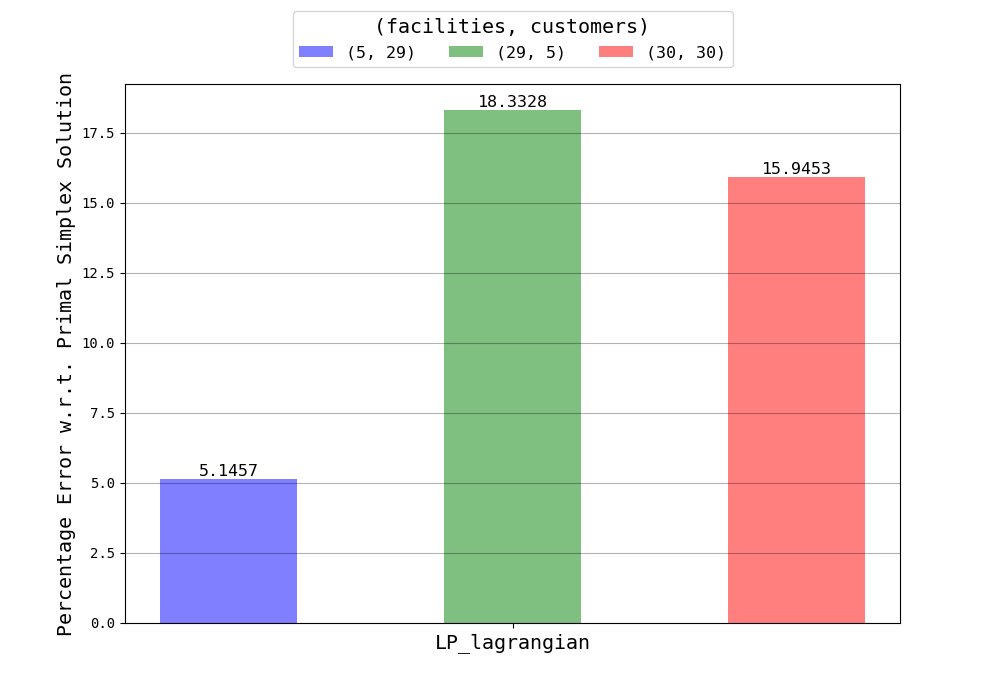 (facilities, customers)
(5, 29) (29, 5) (30, 30)
Percentage Error w.r.t. Primal Simplex Solution
18.3328
17.5
15.9453
15.0
12.5
10.0
7.5
5.1457
5.0
2.5
0.0
LP_lagrangian